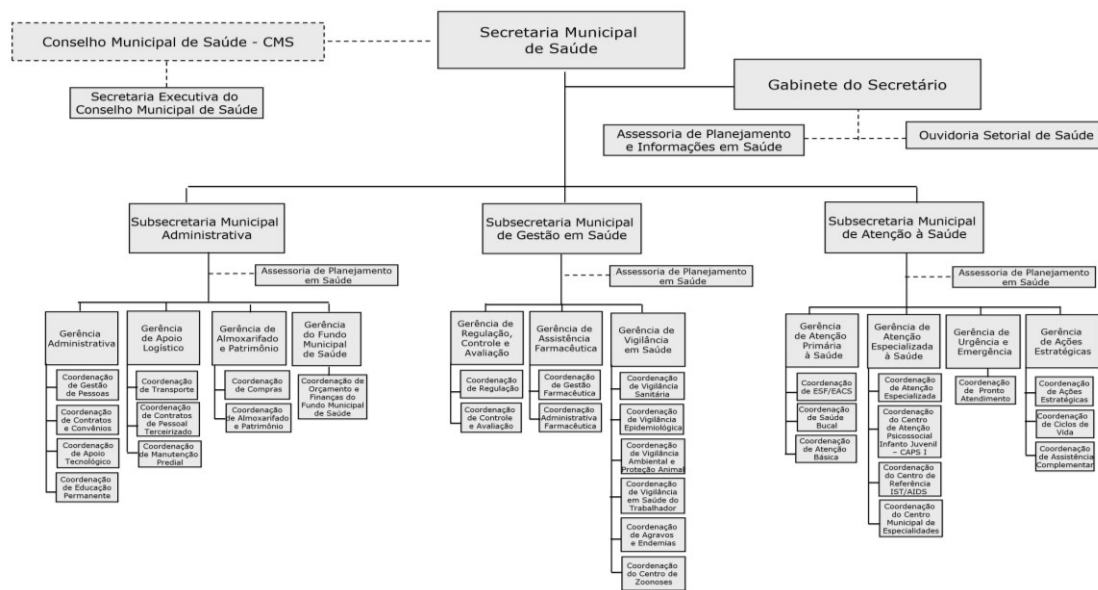 Conselho Municipal de Saúde - CMS
Secretaria Municipal
de Saúde
Secretaria Executiva do
Conselho Municipal de Saúde
Gabinete do Secretário
Assessoria de Planejamento
e Informações em Saúde
Ouvidoria Setorial de Saúde
Subsecretaria Municipal
Administrativa
Subsecretaria Municipal
de Gestão em Saúde
Subsecretaria Municipal
de Atenção à Saúde
Assessoria de Planejamento
em Saúde
Assessoria de Planejamento
em Saúde
Assessoria de Planejamento
em Saúde
Gerência
Administrativa
Coordenação
de Gestão
de Pessoas
Coordenação
de Contratos
e Convênios
Coordenação
de Apoio
Tecnológico
Coordenação
de Educação
Permanente
Gerência
de Apoio
Logístico
Coordenação
de Transporte
Coordenação
de Contratos
de Pessoal
Terceirizado
Coordenação
de Manutenção
Predial
Gerência de
Almoxarifado
e Patrimônio
Coordenação
de Compras
Coordenação
de Almoxarifado
e Patrimônio
Gerência
do Fundo
Municipal
de Saúde
Coordenação de
Orçamento e
Finanças do Fundo
Municipal de Saúde
Gerência de
Regulação,
Controle e
Avaliação
Coordenação
de Regulação
Coordenação
de Controle
e Avaliação
Gerência de
Assistência
Farmacêutica
Coordenação
de Gestão
Farmacêutica
Coordenação
Administrativa
Farmacêutica
Gerência de
Vigilância
em Saúde
Coordenação
de Vigilância
Sanitária
Coordenação
de Vigilância
Epidemiológica
Coordenação
de Vigilância
Ambiental e
Proteção Animal
Coordenação
de Vigilância
em Saúde do
Trabalhador
Coordenação
de Agravos
e Endemias
Coordenação
do Centro de
Zoonoses
Gerência
de Atenção
Primária
à Saúde
Coordenação
de ESF/EACS
Coordenação
de Saúde
Bucal
Coordenação
de Atenção
Básica
Gerência
de Atenção
Especializada
à Saúde
Coordenação
de Atenção
Especializada
Coordenação
do Centro
de Atenção
Psicossocial
Infanto Juvenil
– CAPS I
Coordenação
do Centro de
Referência
IST/AIDS
Coordenação
do Centro
Municipal de
Especialidades
Gerência de
Urgência e
Emergência
Coordenação
de Pronto
Atendimento
Gerência
de Ações
Estratégicas
Coordenação
de Ações
Estratégicas
Coordenação
de Ciclos de
Vida
Coordenação
de Assistência
Complementar